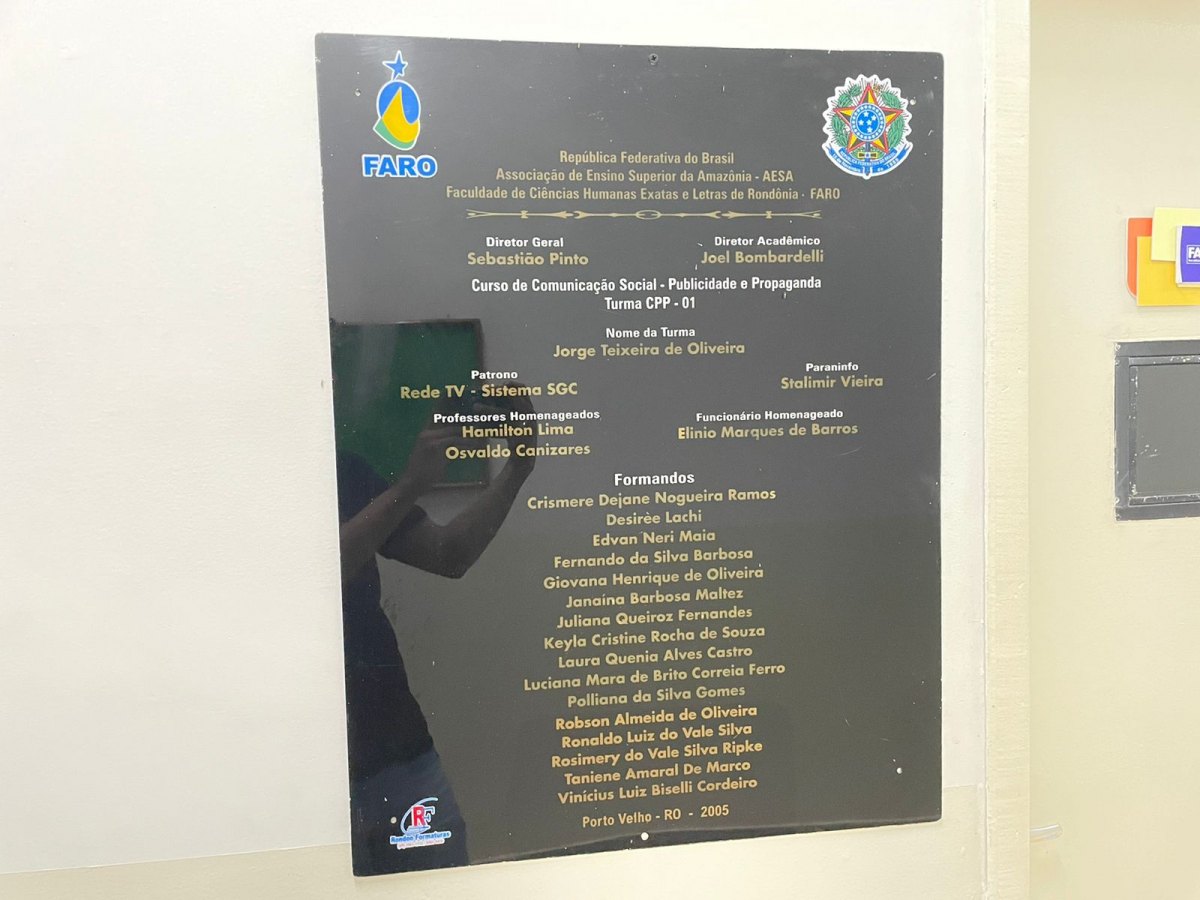 FARO
República Federativa do Brasil
Associação de Ensino Superior da Amazônia - AESA
Faculdade de Ciências Humanas Exatas e Letras de Rondônia - FARO
Diretor Geral
Sebastião Pinto
Diretor Acadêmico
Joel Bombardelli
Curso de Comunicação Social - Publicidade e Propaganda
Turma CPP - 01
Nome da Turma
Jorge Teixeira de Oliveira
Patrono
Rede TV - Sistema SGC
Paraninfo
Stalimir Vieira
Professores Homenageados
Hamilton Lima
Osvaldo Canizares
Funcionário Homenageado
Elinio Marques de Barros
Formandos
Crismere Dejane Nogueira Ramos
Desirèe Lachi
Edvan Neri Maia
Fernando da Silva Barbosa
Giovana Henrique de Oliveira
Janaína Barbosa Maltez
Juliana Queiroz Fernandes
Keyla Cristine Rocha de Souza
Laura Quenia Alves Castro
Luciana Mara de Brito Correia Ferro
Polliana da Silva Gomes
Robson Almeida de Oliveira
Ronaldo Luiz do Vale Silva
Rosimery do Vale Silva Ripke
Taniene Amaral De Marco
Vinícius Luiz Biselli Cordeiro
Porto Velho - RO - 2005
RF
Rondon Formaturas
FA